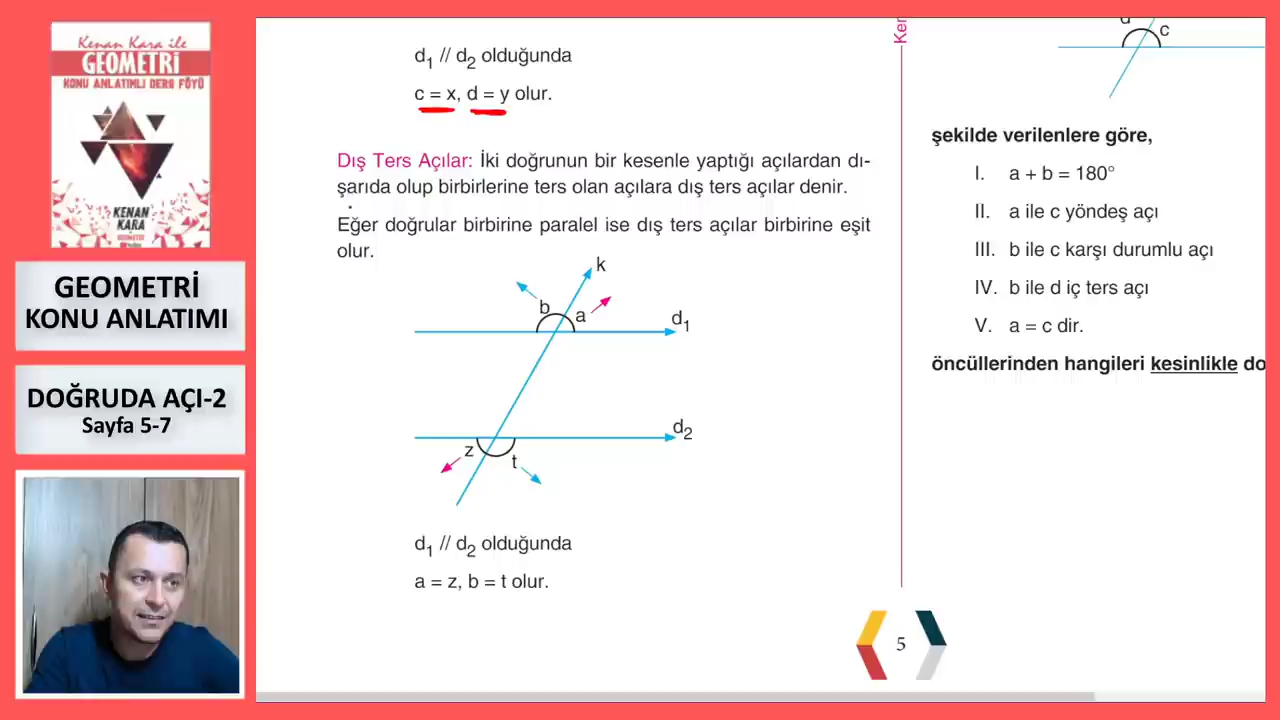 Kenan Kara ile
GEOMETRİ
KONU ANLATIMLI DERS FÖYÜ
KENAN
KARA
GEOMETRİ
KONU ANLATIMI
DOĞRUDA AÇI-2
Sayfa 5-7
d1 // d2 olduğunda
c = x, d = y olur.
Dış Ters Açılar: İki doğrunun bir kesenle yaptığı açılardan dı-
şarıda olup birbirlerine ters olan açılara dış ters açılar denir.
Eğer doğrular birbirine paralel ise dış ters açılar birbirine eşit
olur.
k
b
a
d1
d2
z
t
d1 // d2 olduğunda
a = z, b = t olur.
Ker
d
c
şekilde verilenlere göre,
I. a + b = 180°
II. a ile c yöndeş açı
III. b ile c karşı durumlu açı
IV. b ile d iç ters açı
V. a = c dir.
öncüllerinden hangileri kesinlikle do
5